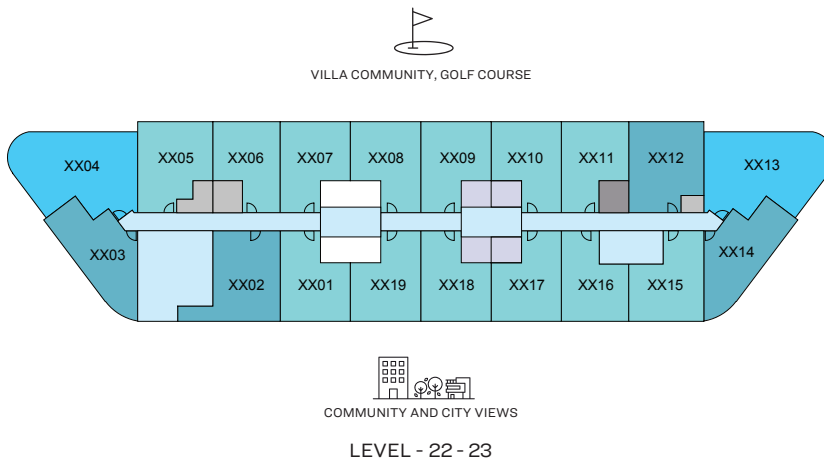 VILLA COMMUNITY, GOLF COURSE
XX04
XX05
XX06
XX07
XX08
XX09
XX10
XX11
XX12
XX13
XX03
XX02
XX01
XX19
XX18
XX17
XX16
XX15
XX14
COMMUNITY AND CITY VIEWS
LEVEL - 22 - 23